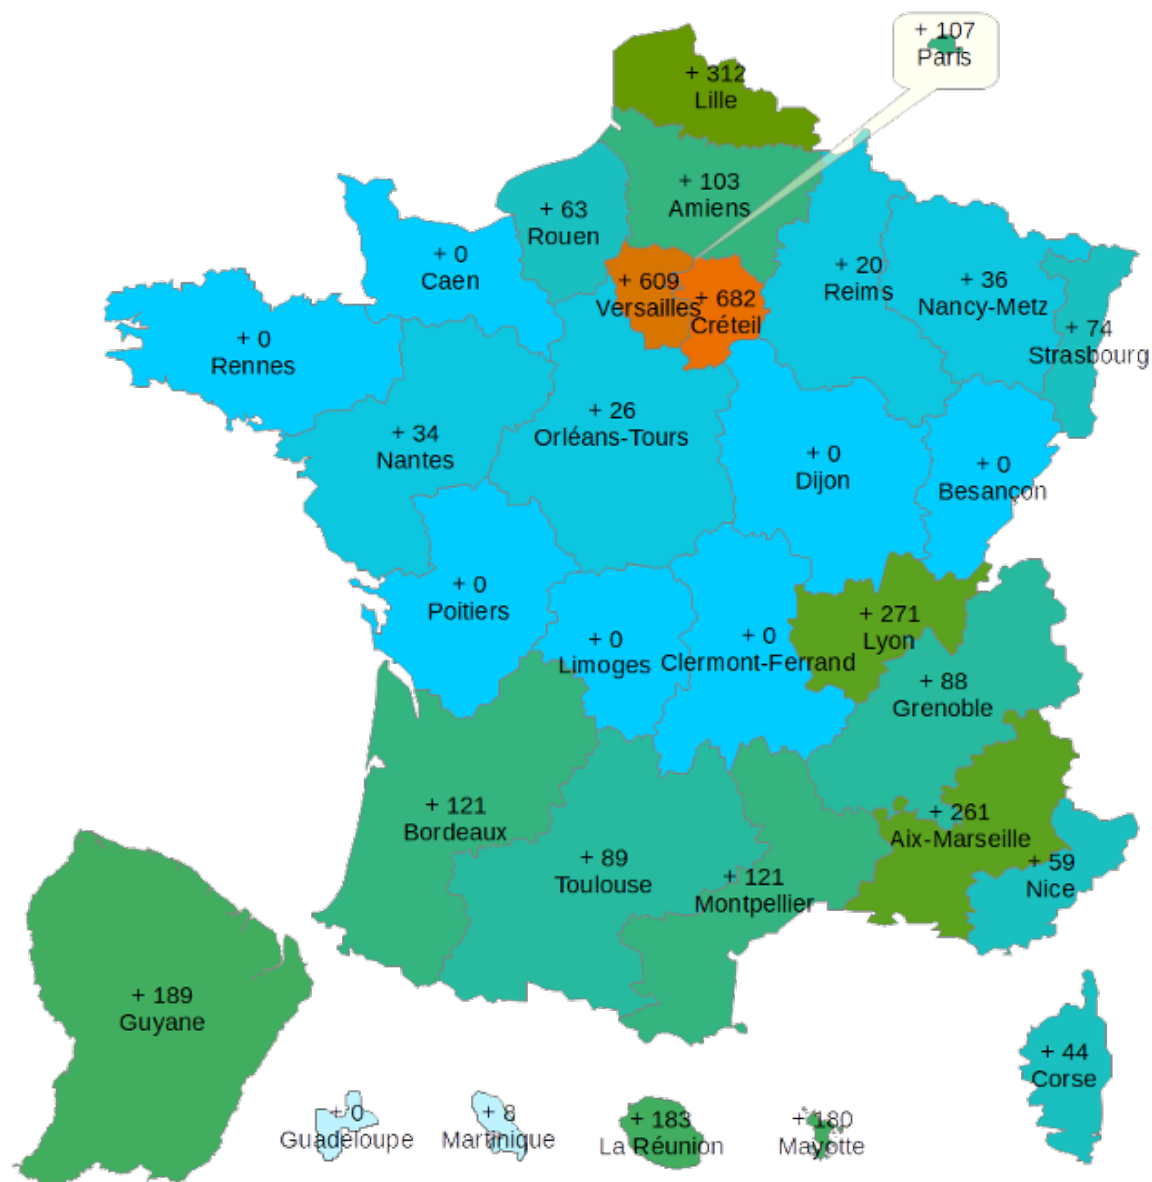 + 107
Paris
+ 312
Lille
+ 103
Amiens
+ 63
Rouen
+ 0
Caen
+ 609
Versailles
+ 682
Créteil
+ 20
Reims
+ 36
Nancy-Metz
+ 74
Strasbourg
+ 0
Rennes
+ 34
Nantes
+ 26
Orléans-Tours
+ 0
Dijon
+ 0
Besançon
+ 0
Poitiers
+ 0
Limoges
+ 0
Clermont-Ferrand
+ 271
Lyon
+ 88
Grenoble
+ 121
Bordeaux
+ 89
Toulouse
+ 121
Montpellier
+ 261
Aix-Marseille
+ 59
Nice
+ 189
Guyane
+ 44
Corse
+ 0
Guadeloupe
+ 8
Martinique
+ 183
La Réunion
+ 180
Mayotte